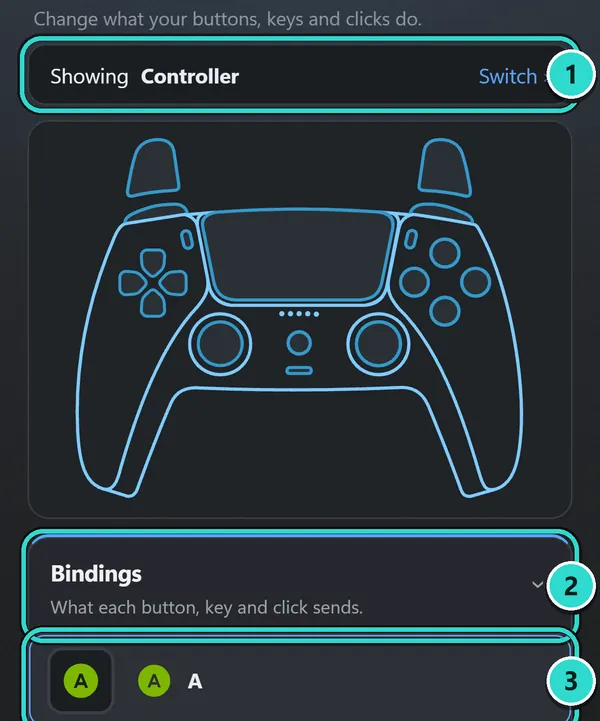 Change what your buttons, keys and clicks do.
Showing Controller Switch 1
Bindings
2
What each button, key and click sends.
A A A 3